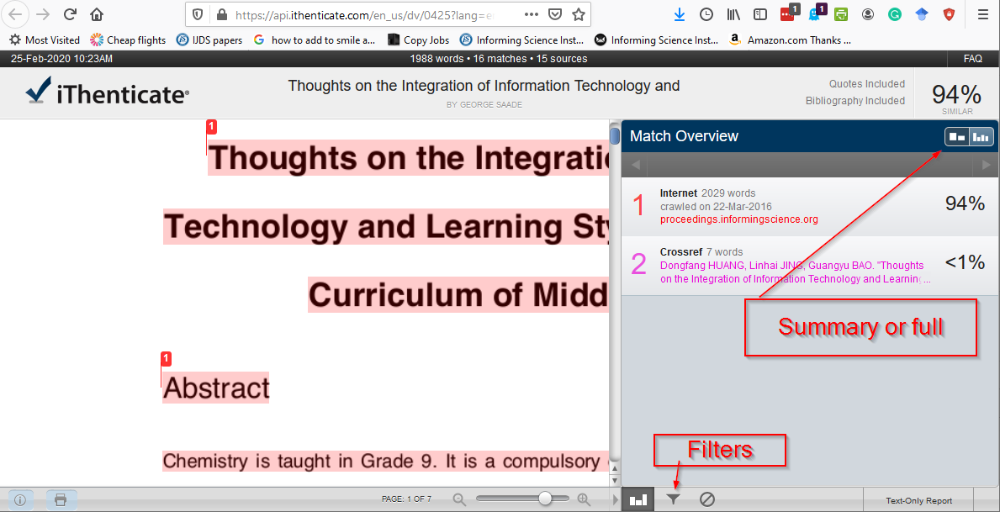 https://api.ithenticate.com/en_us/dv/0425?lang=en
1
1
Most Visited
Cheap flights
IJDS papers
how to add to smile a...
Copy Jobs
Informing Science Inst...
Informing Science Inst...
Amazon.com Thanks ...
25-Feb-2020 10:23AM
1988 words • 16 matches • 15 sources
FAQ
iThenticate®
Thoughts on the Integration of Information Technology and
BY GEORGE SAADE
Quotes Included
Bibliography Included
94%
SIMILAR
1
Thoughts on the Integratio
Technology and Learning Sty
Curriculum of Midd
1
Abstract
Chemistry is taught in Grade 9. It is a compulsory
Match Overview
1
Internet 2029 words
crawled on 22-Mar-2016
proceedings.informingscience.org
94%
2
Crossref 7 words
Dongfang HUANG, Linhai JING, Guangyu BAO. "Thoughts
on the Integration of Information Technology and Learning ...
<1%
Summary or full
Filters
PAGE: 1 OF 7
Text-Only Report